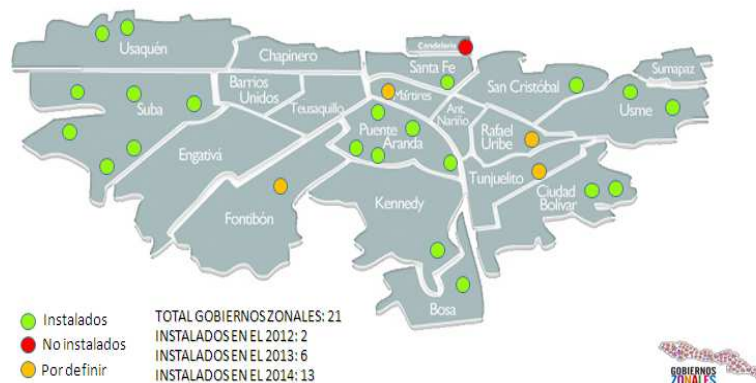 Usaquén
Chapinero
Candelaria
Santa Fe
San Cristóbal
Sumapaz
Usme
Suba
Barrios
Unidos
Teusaquillo
Mártires
Ant.
Nariño
Rafael
Uribe
Puente
Aranda
Engativá
Fontibón
Kennedy
Tunjuelito
Ciudad
Bolívar
Bosa
Instalados
No instalados
Por definir
TOTAL GOBIERNOS ZONALES: 21
INSTALADOS EN EL 2012: 2
INSTALADOS EN EL 2013: 6
INSTALADOS EN EL 2014: 13
GOBIERNOS
ZONALES